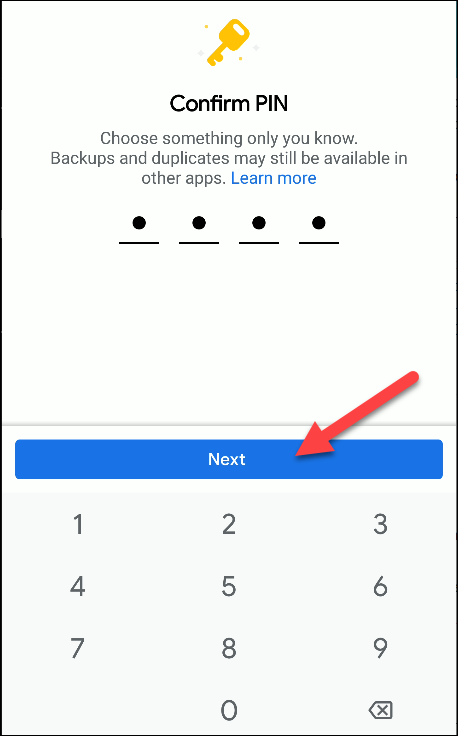 Confirm PIN
Choose something only you know.
Backups and duplicates may still be available in
other apps. Learn more
Next
1 2 3
4 5 6
7 8 9
0